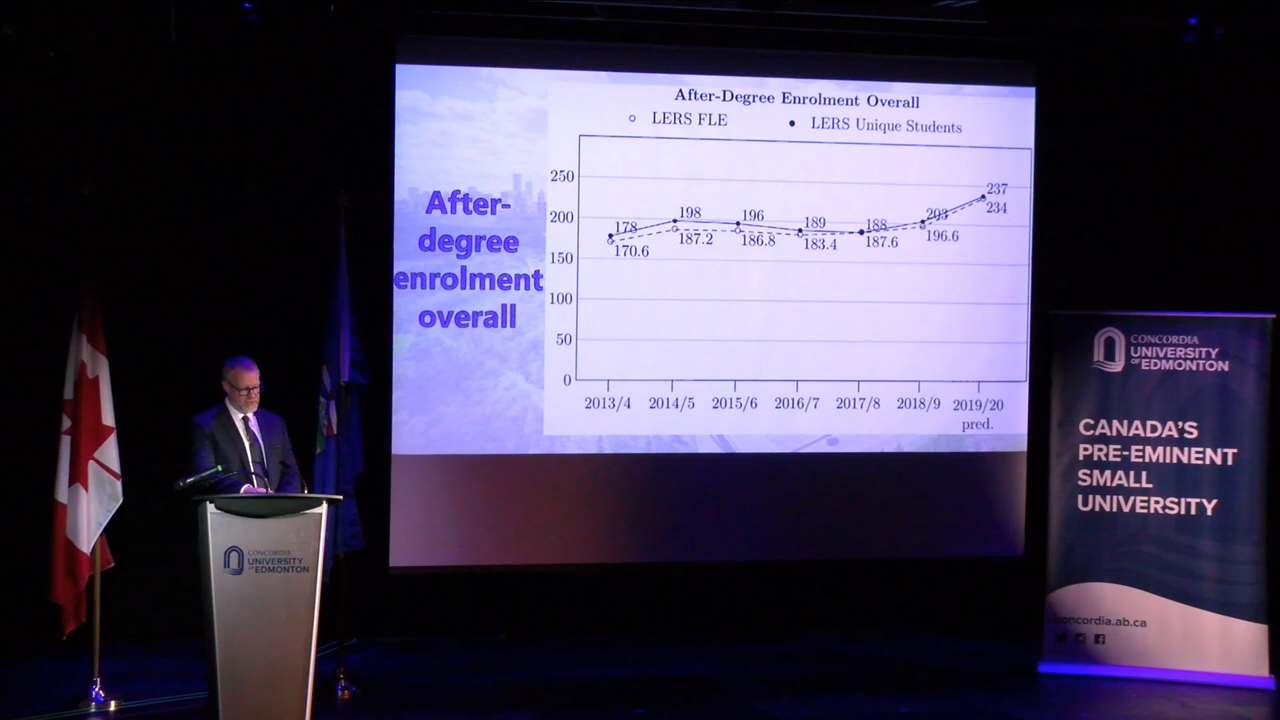 After-Degree Enrolment Overall
LERS FLE
LERS Unique Students
After-
degree
enrolment
overall
250
200
150
100
50
0
178
198
196
189
188
203
237
170.6
187.2
186.8
183.4
187.6
196.6
234
2013/4 2014/5 2015/6 2016/7 2017/8 2018/9 2019/20
pred.
CONCORDIA
UNIVERSITY
OF EDMONTON
CONCORDIA
UNIVERSITY
OF EDMONTON
CANADA'S
PRE-EMINENT
SMALL
UNIVERSITY
concordia.ab.ca